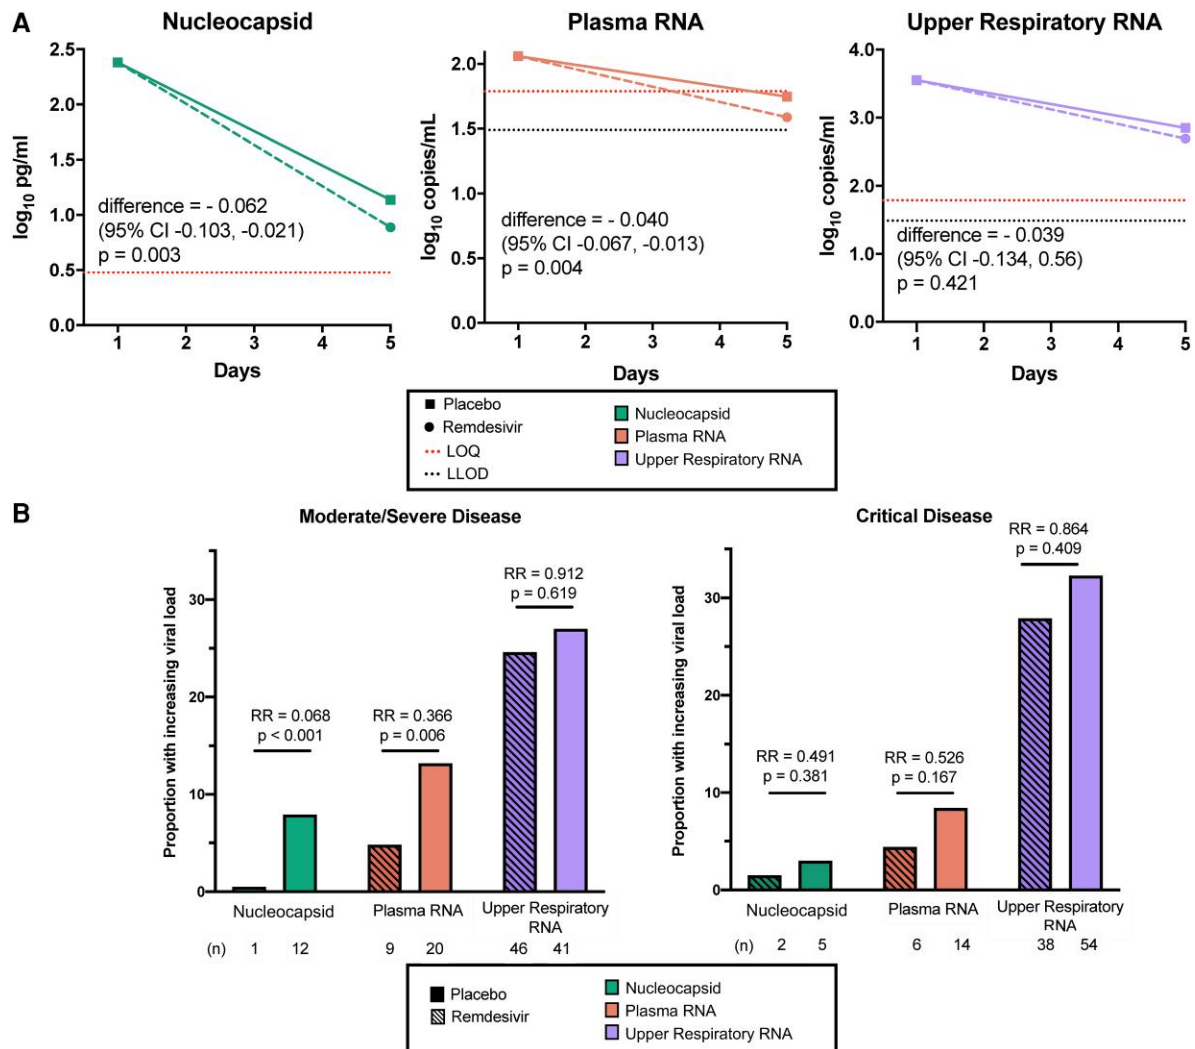 A
Nucleocapsid
Plasma RNA
Upper Respiratory RNA
log10 pg/ml
2.5
2.0
1.5
1.0
0.5
0.0
difference = - 0.062
(95% CI -0.103, -0.021)
p = 0.003
1 2 3 4 5
Days
log10 copies/mL
2.0
1.5
1.0
0.5
0.0
difference = - 0.040
(95% CI -0.067, -0.013)
p = 0.004
1 2 3 4 5
Days
log10 copies/ml
4.0
3.0
2.0
1.0
0.0
difference = - 0.039
(95% CI -0.134, 0.56)
p = 0.421
1 2 3 4 5
Days
Placebo
Remdesivir
LOQ
LLOD
Nucleocapsid
Plasma RNA
Upper Respiratory RNA
B
Moderate/Severe Disease
Proportion with increasing viral load
30
20
10
0
RR = 0.068
p < 0.001
RR = 0.366
p = 0.006
RR = 0.912
p = 0.619
Nucleocapsid
Plasma RNA
Upper Respiratory
RNA
(n) 1 12 9 20 46 41
Critical Disease
Proportion with increasing viral load
30
20
10
0
RR = 0.491
p = 0.381
RR = 0.526
p = 0.167
RR = 0.864
p = 0.409
Nucleocapsid
Plasma RNA
Upper Respiratory
RNA
(n) 2 5 6 14 38 54
Placebo
Remdesivir
Nucleocapsid
Plasma RNA
Upper Respiratory RNA